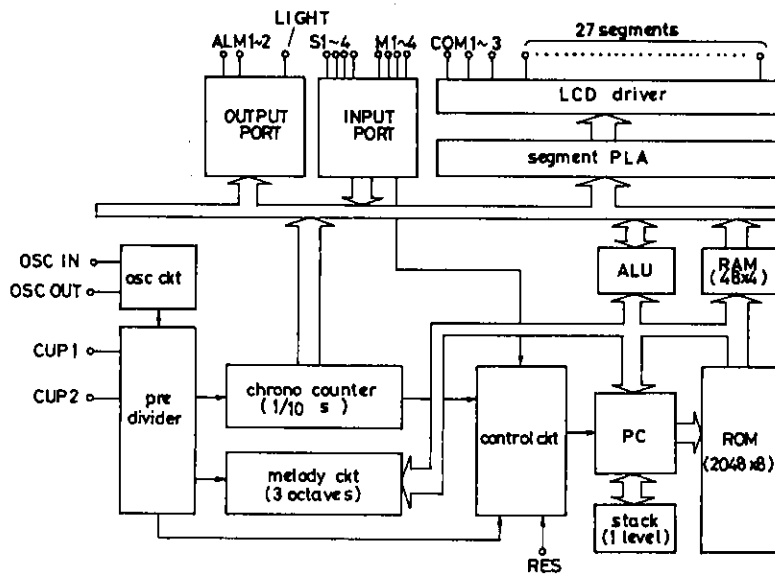 LIGHT
ALM1~2
S1~4
M1~4
COM1~3
27 segments
OUTPUT
PORT
INPUT
PORT
LCD driver
segment PLA
OSC IN
OSC OUT
osc ckt
ALU
RAM
(48x4)
CUP1
CUP2
pre
divider
chrono counter
(1/10 s)
melody ckt
(3 octaves)
control ckt
PC
ROM
(2048x8)
stack
(1 level)
RES